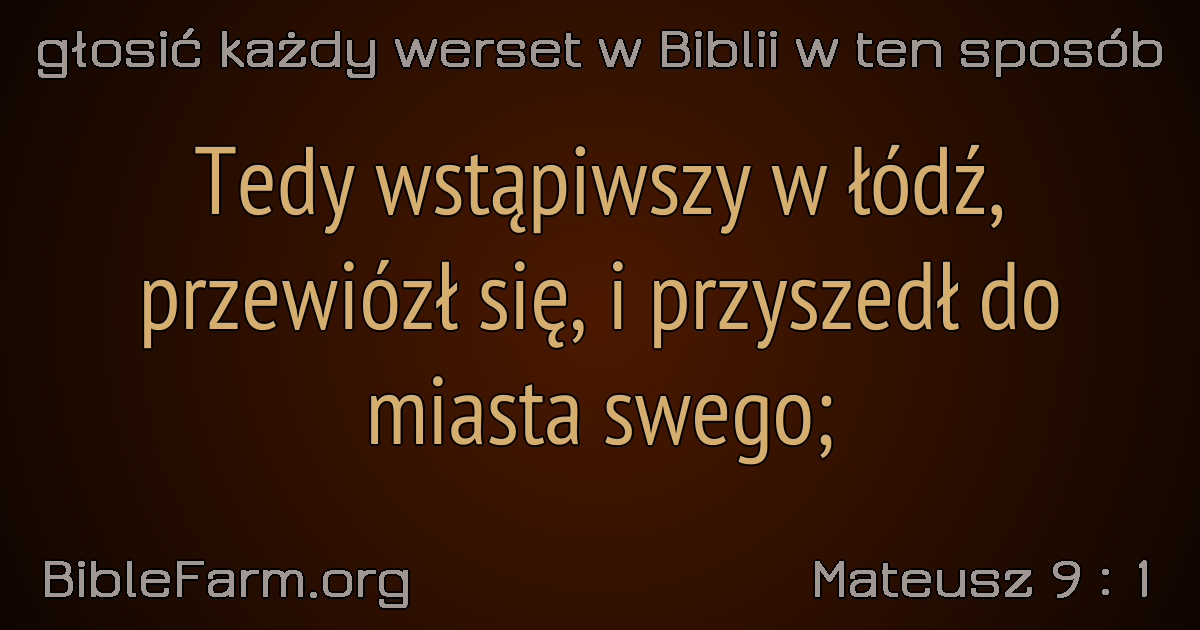 głosić każdy werset w Biblii w ten sposób
Tedy wstąpiwszy w łódź,
przewiózł się, i przyszedł do
miasta swego;
BibleFarm.org
Mateusz 9 : 1